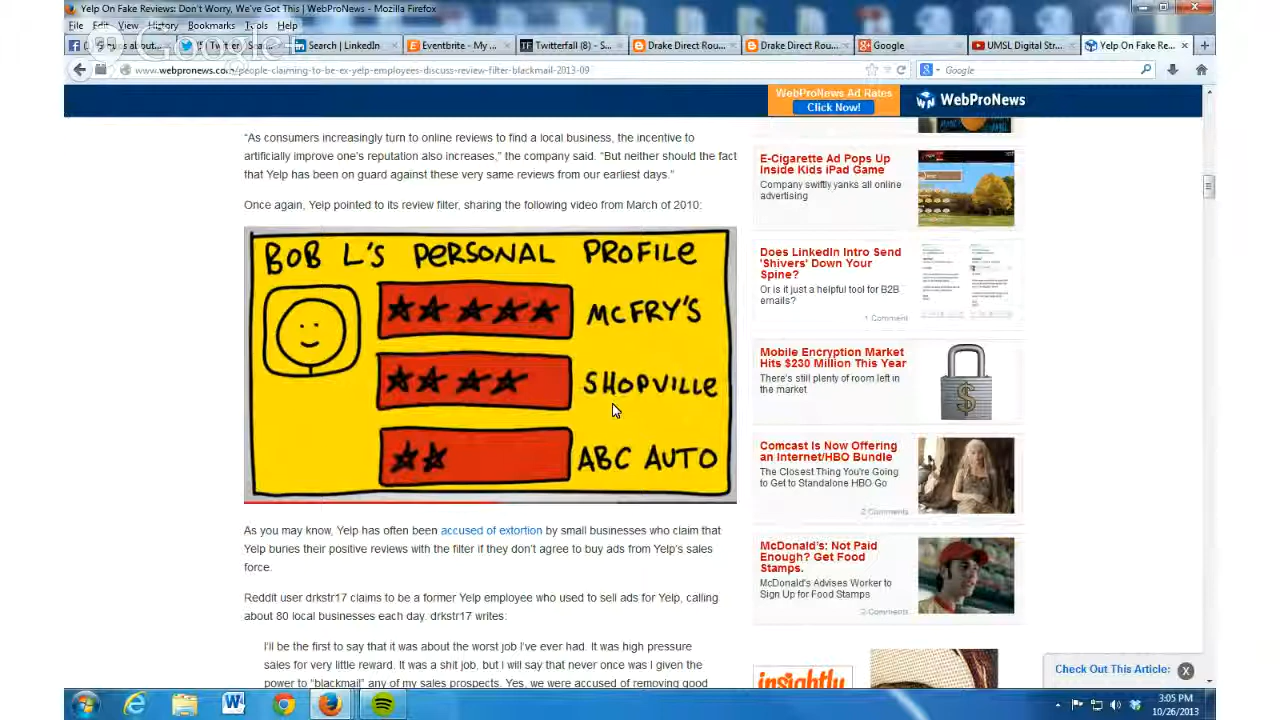 Yelp On Fake Reviews: Don't Worry, We've Got This | WebProNews - Mozilla Firefox
File Edit View History Bookmarks Tools Help
Search | LinkedIn
Eventbrite - My ...
Twitterfall (4) - S...
Drake Direct Rou...
Drake Direct Rou...
Google
UMSL Digital Str...
Yelp On Fake Re...
www.webpronews.com/people-claiming-to-be-ex-yelp-employees-discuss-review-filter-blackmail-2013-09
Google
WebProNews Ad Rates
Click Now!
WebProNews
“As consumers increasingly turn to online reviews to find a local business, the incentive to
artificially improve one's reputation also increases,” the company said. “But neither should the fact
that Yelp has been on guard against these very same reviews from our earliest days.”
Once again, Yelp pointed to its review filter, sharing the following video from March of 2010:
BOB L'S PERSONAL PROFILE
MCFRY'S
SHOPVILLE
ABC AUTO
As you may know, Yelp has often been accused of extortion by small businesses who claim that
Yelp buries their positive reviews with the filter if they don't agree to buy ads from Yelp's sales
force.
Reddit user drkstr17 claims to be a former Yelp employee who used to sell ads for Yelp, calling
about 80 local businesses each day. drkstr17 writes:
I'll be the first to say that it was about the worst job I've ever had. It was high pressure
sales for very little reward. It was a shit job, but I will say that never once was I given the
power to “blackmail” any of my sales prospects. Yes, we were accused of removing good
E-Cigarette Ad Pops Up
Inside Kids iPad Game
Company swiftly yanks all online
advertising
Does LinkedIn Intro Send
'Shivers' Down Your
Spine?
Or is it just a helpful tool for B2B
emails?
1 Comment
Mobile Encryption Market
Hits $230 Million This Year
There's still plenty of room left in
the market
Comcast Is Now Offering
an Internet/HBO Bundle
The Closest Thing You're Going
to Get to Standalone HBO Go
2 Comments
McDonald's: Not Paid
Enough? Get Food
Stamps.
McDonald's Advises Worker to
Sign Up for Food Stamps
2 Comments
insightly
Check Out This Article:
3:05 PM
10/26/2013